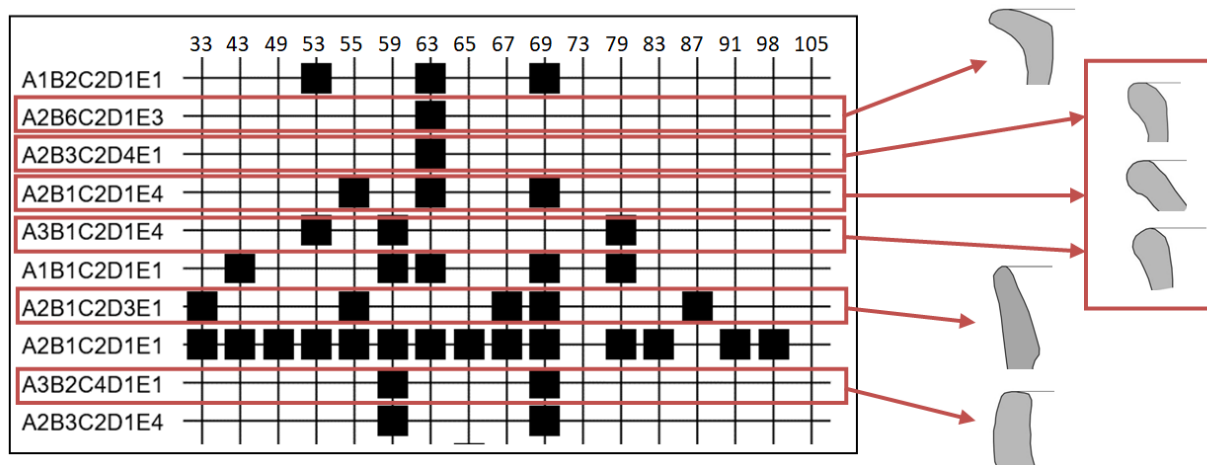 33 43 49 53 55 59 63 65 67 69 73 79 83 87 91 98 105
A1B2C2D1E1
A2B6C2D1E3
A2B3C2D4E1
A2B1C2D1E4
A3B1C2D1E4
A1B1C2D1E1
A2B1C2D3E1
A2B1C2D1E1
A3B2C4D1E1
A2B3C2D1E4